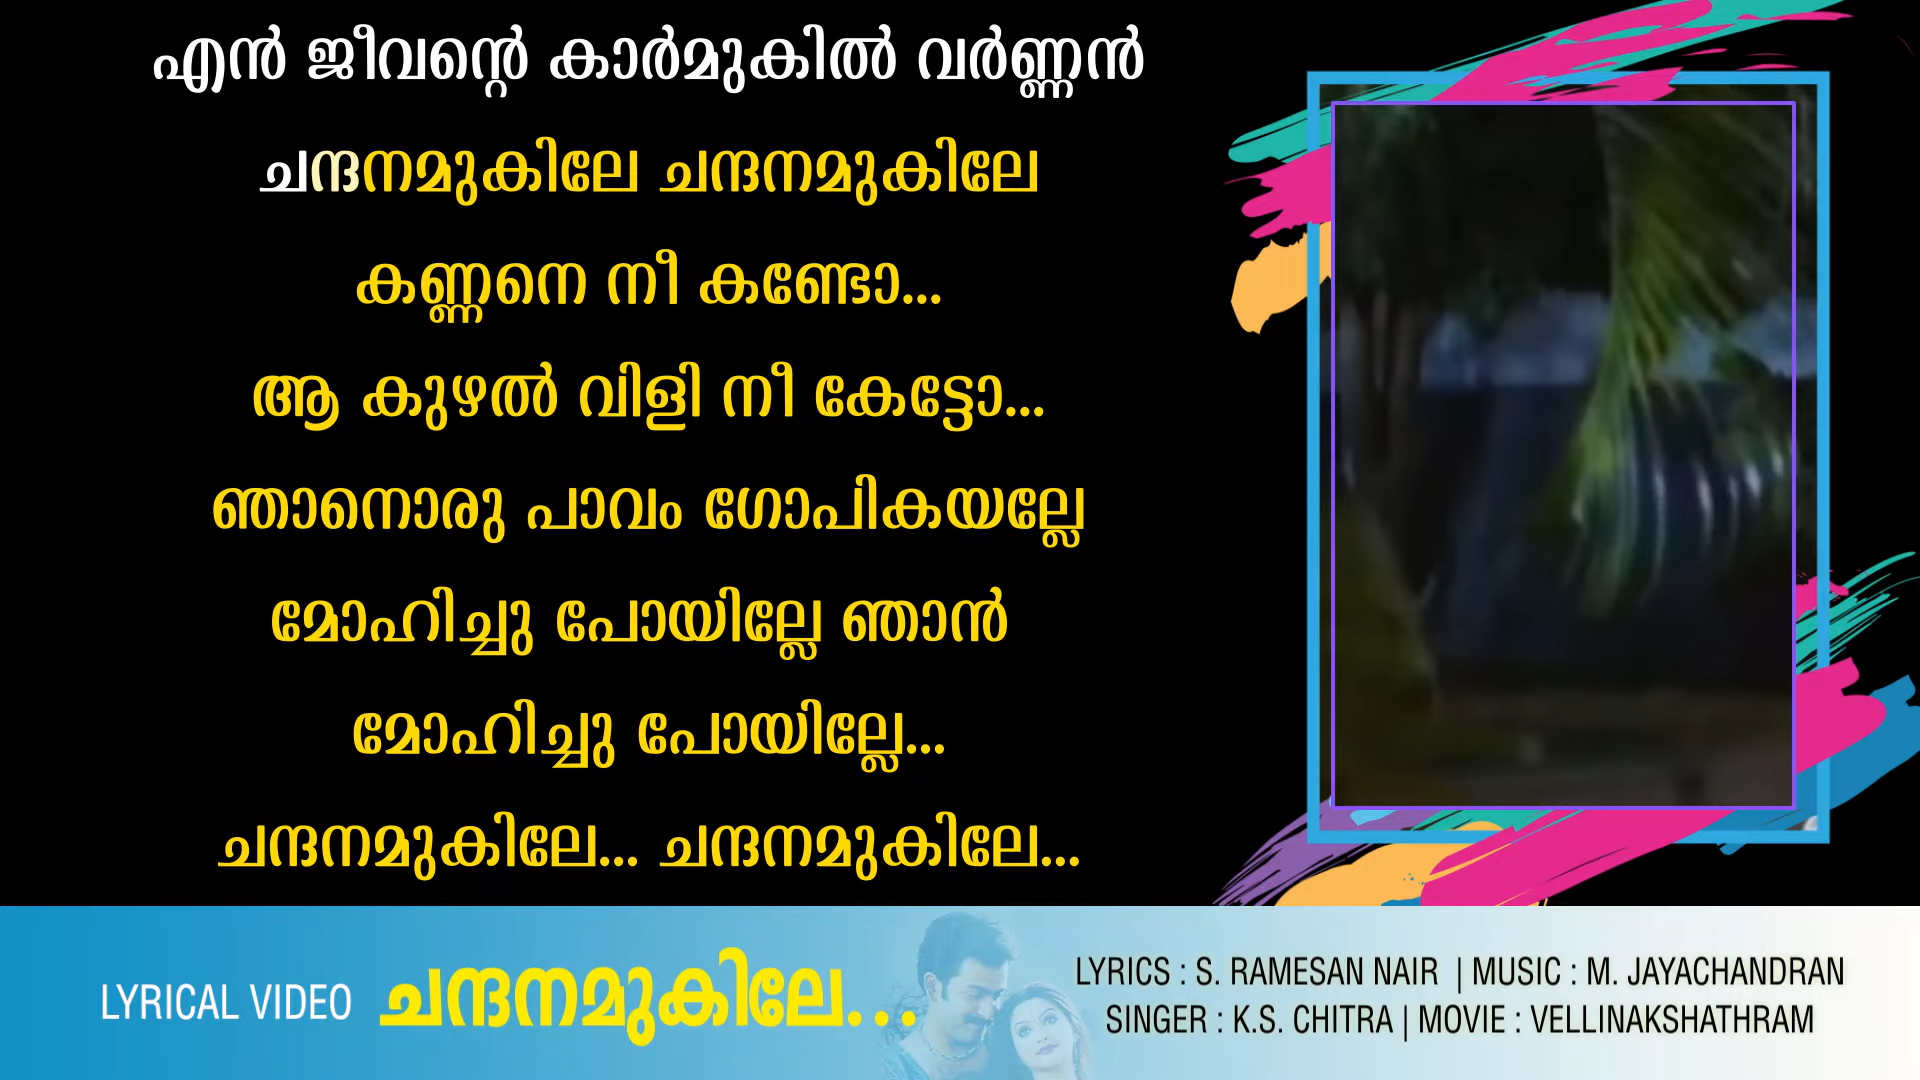 എൻ ജീവന്റെ കാർമുകിൽ വർണ്ണൻ
ചന്ദനമുകിലേ ചന്ദനമുകിലേ
കണ്ണനെ നീ കണ്ടോ...
ആ കുഴൽ വിളി നീ കേട്ടോ...
ഞാനൊരു പാവം ഗോപികയല്ലേ
മോഹിച്ചു പോയില്ലേ ഞാൻ
മോഹിച്ചു പോയില്ലേ...
ചന്ദനമുകിലേ... ചന്ദനമുകിലേ...
LYRICAL VIDEO ചന്ദനമുകിലേ...
LYRICS : S. RAMESAN NAIR | MUSIC : M. JAYACHANDRAN
SINGER : K.S. CHITRA | MOVIE : VELLINAKSHATHRAM